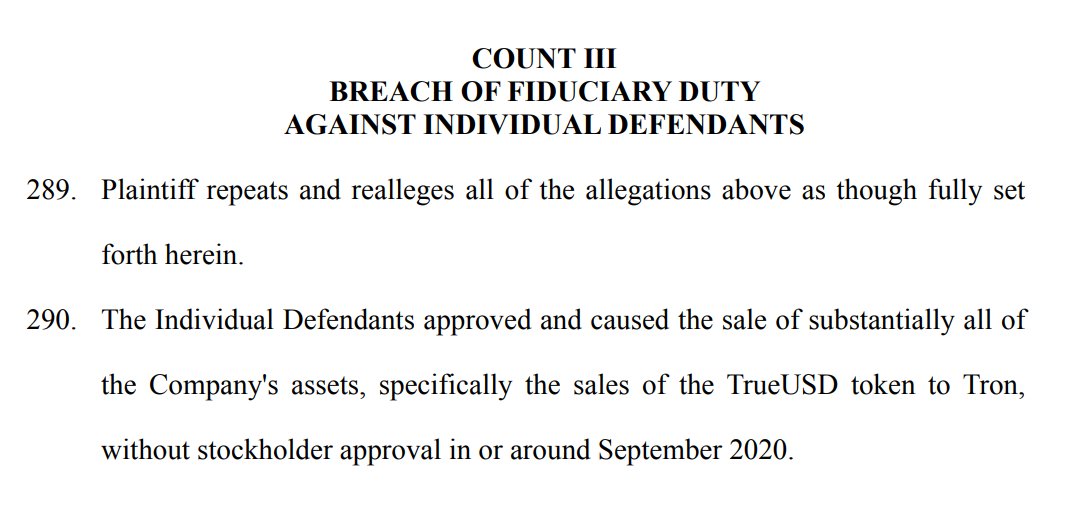 COUNT III
BREACH OF FIDUCIARY DUTY
AGAINST INDIVIDUAL DEFENDANTS
289. Plaintiff repeats and realleges all of the allegations above as though fully set
forth herein.
290. The Individual Defendants approved and caused the sale of substantially all of
the Company's assets, specifically the sales of the TrueUSD token to Tron,
without stockholder approval in or around September 2020.